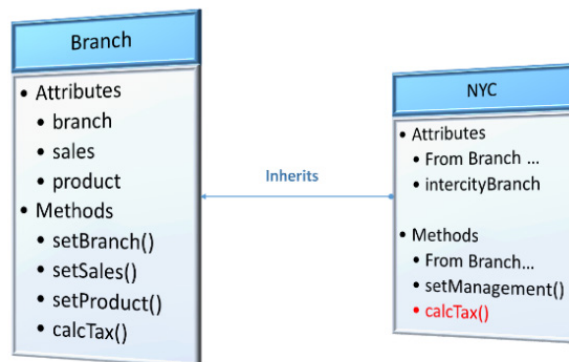 Branch
• Attributes
• branch
• sales
• product
• Methods
• setBranch()
• setSales()
• setProduct()
• calcTax()
Inherits
NYC
• Attributes
• From Branch ...
• intercityBranch
• Methods
• From Branch...
• setManagement()
• calcTax()